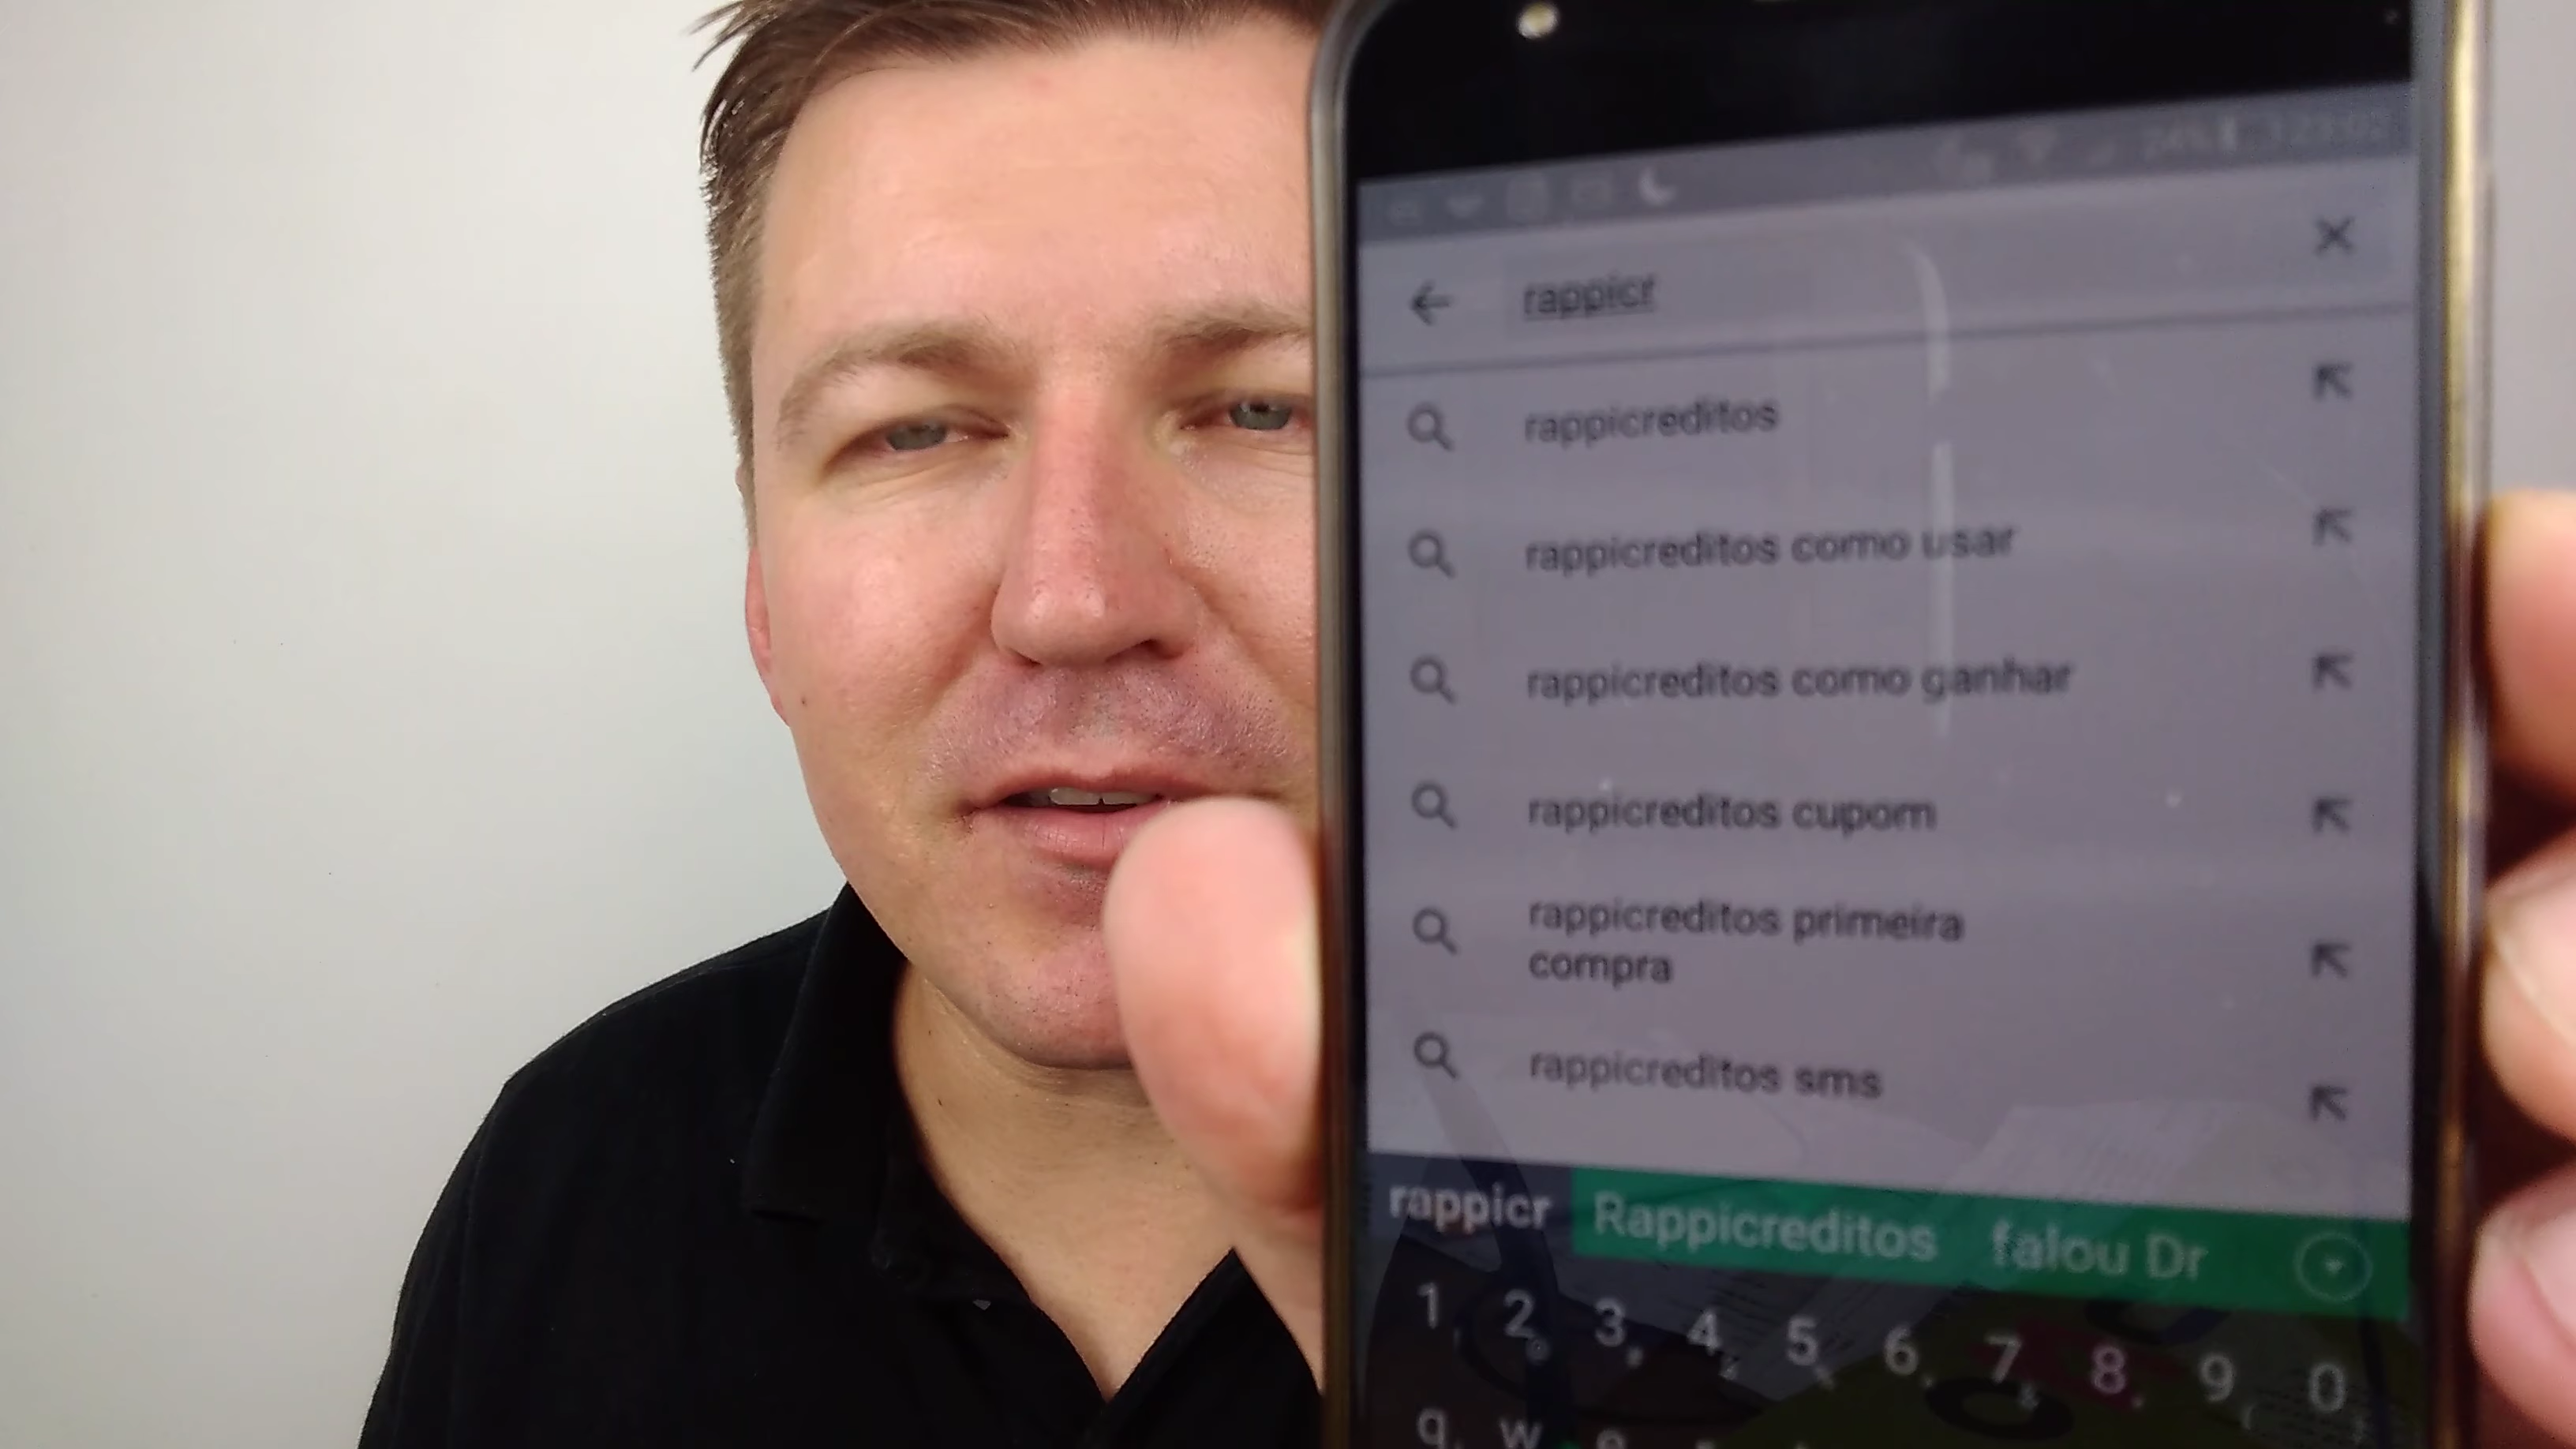 24%
rappicr
rappicreditos
rappicreditos como usar
rappicreditos como ganhar
rappicreditos cupom
rappicreditos primeira
compra
rappicreditos sms
rappicr Rappicreditos falou Dr
1 2 3 4 5 6 7 8 9 0
q w e